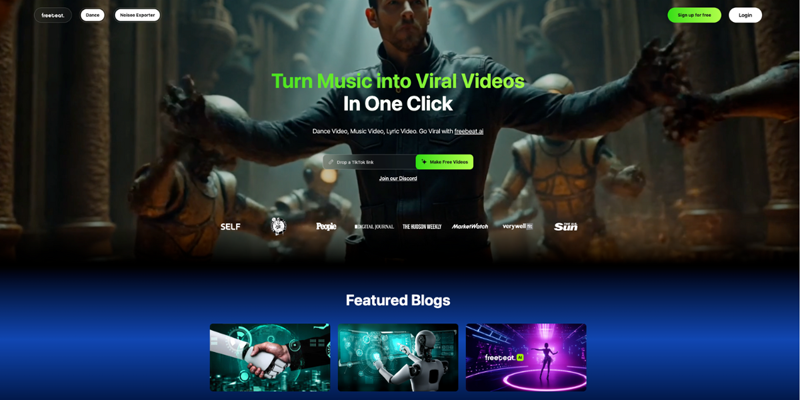 freebeat.
Dance
Sign up for free
Login
Turn Music into Viral Videos
In One Click
Dance Video, Music Video, Lyric Video. Go Viral with freebeat.ai
Drop a TikTok link
Make Free Videos
Join our Discord
SELF
People
DIGITAL JOURNAL
THE HUDSON WEEKLY
MarketWatch
verywell
THE U.S. Sun
Featured Blogs
freebeat. AI